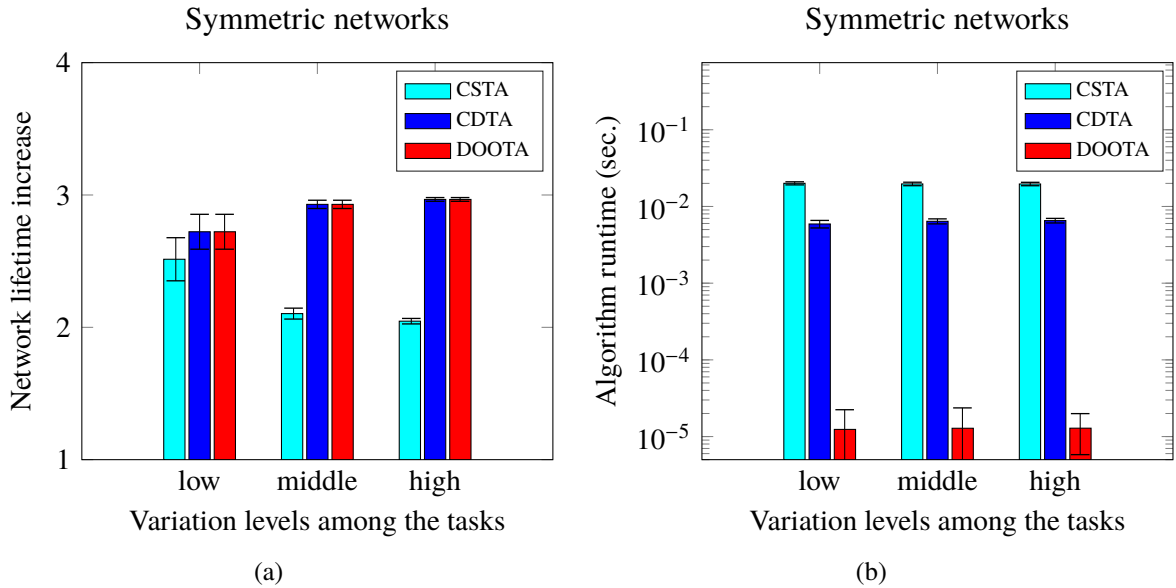 Symmetric networks
4
3
2
1
Network lifetime increase
CSTA
CDTA
DOOTA
low middle high
Variation levels among the tasks
(a)
Symmetric networks
10−1
10−2
10−3
10−4
10−5
Algorithm runtime (sec.)
CSTA
CDTA
DOOTA
low middle high
Variation levels among the tasks
(b)